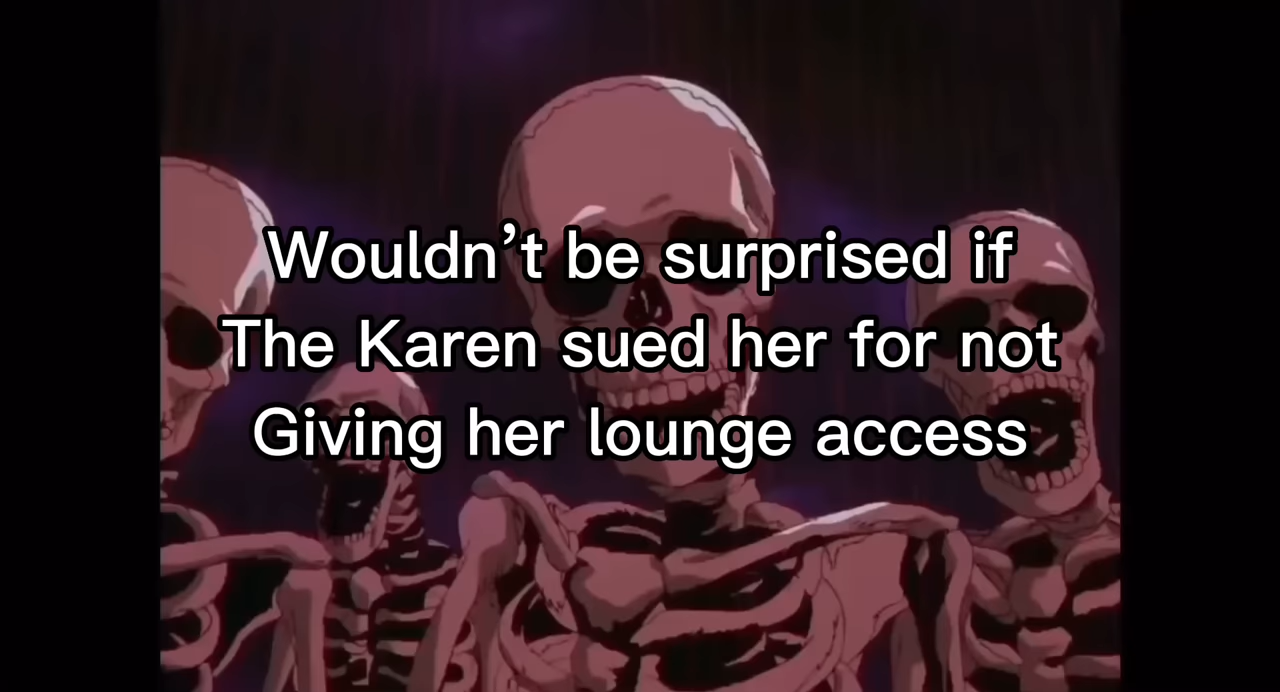 Wouldn’t be surprised if
The Karen sued her for not
Giving her lounge access